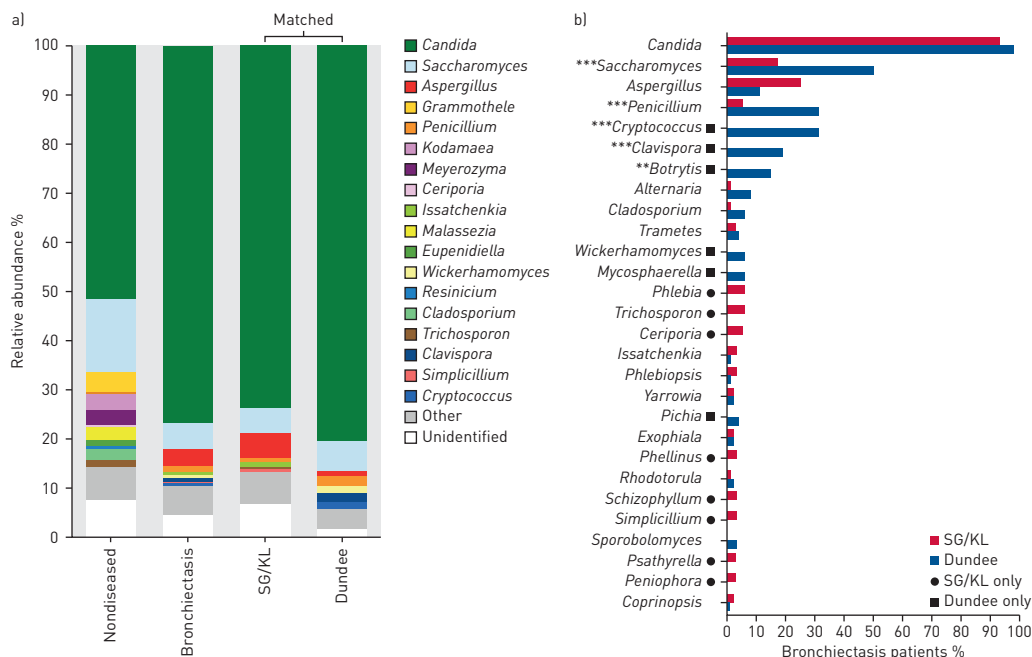 a)
Matched
100
90
80
70
60
50
40
30
20
10
0
Relative abundance %
Nondiseased
Bronchiectasis
SG/KL
Dundee
Candida
Saccharomyces
Aspergillus
Grammothele
Penicillium
Kodamaea
Meyerozyma
Ceriporia
Issatchenkia
Malassezia
Eupenidiella
Wickerhamomyces
Resinicium
Cladosporium
Trichosporon
Clavispora
Simplicillium
Cryptococcus
Other
Unidentified
b)
Candida
***Saccharomyces
Aspergillus
***Penicillium
***Cryptococcus
***Clavispora
**Botrytis
Alternaria
Cladosporium
Trametes
Wickerhamomyces
Mycosphaerella
Phlebia
Trichosporon
Ceriporia
Issatchenkia
Phlebiopsis
Yarrowia
Pichia
Exophiala
Phellinus
Rhodotorula
Schizophyllum
Simplicillium
Sporobolomyces
Psathyrella
Peniophora
Coprinopsis
SG/KL
Dundee
SG/KL only
Dundee only
0 10 20 30 40 50 60 70 80 90 100
Bronchiectasis patients %